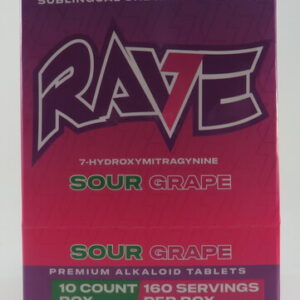 SUBLINGUAL
RAVE
7-HYDROXYMITRAGYNINE
SOUR GRAPE
SOUR GRAPE
PREMIUM ALKALOID TABLETS
10 COUNT 160 SERVINGS
BOX PER BOX